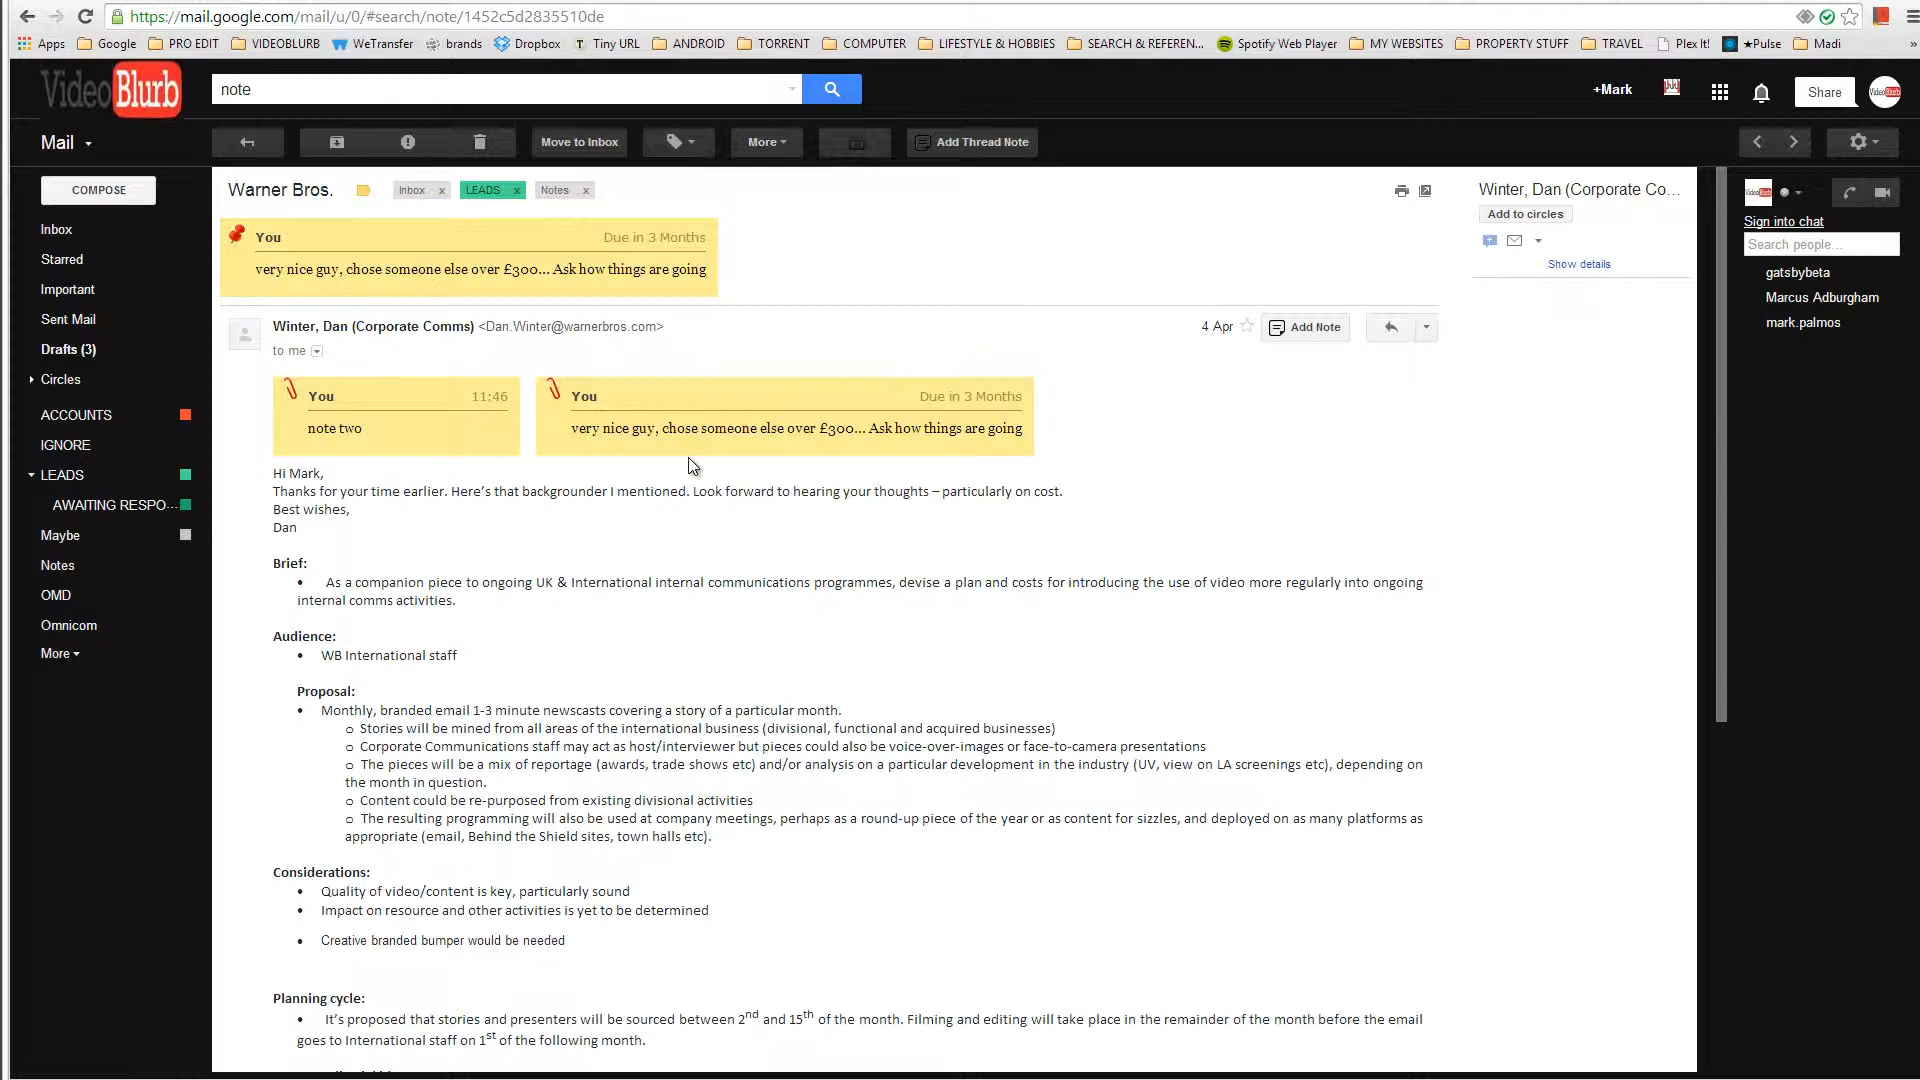 https://mail.google.com/mail/u/0/#search/note/1452c5d2835510de
Apps Google PRO EDIT VIDEOBLURB WeTransfer brands Dropbox Tiny URL ANDROID TORRENT COMPUTER LIFESTYLE & HOBBIES SEARCH & REFEREN... Spotify Web Player MY WEBSITES PROPERTY STUFF TRAVEL Plex It! ★Pulse Madi »
VideoBlurb
note
+Mark
Share
Mail
Move to Inbox
More
Add Thread Note
COMPOSE
Inbox
Starred
Important
Sent Mail
Drafts (3)
Circles
ACCOUNTS
IGNORE
LEADS
AWAITING RESPO...
Maybe
Notes
OMD
Omnicom
More
Warner Bros.
Inbox x
LEADS x
Notes x
You Due in 3 Months
very nice guy, chose someone else over £300... Ask how things are going
Winter, Dan (Corporate Comms) <Dan.Winter@warnerbros.com>
4 Apr
Add Note
to me
You 11:46
note two
You Due in 3 Months
very nice guy, chose someone else over £300... Ask how things are going
Hi Mark,
Thanks for your time earlier. Here's that backgrounder I mentioned. Look forward to hearing your thoughts – particularly on cost.
Best wishes,
Dan
Brief:
• As a companion piece to ongoing UK & International internal communications programmes, devise a plan and costs for introducing the use of video more regularly into ongoing
internal comms activities.
Audience:
• WB International staff
Proposal:
• Monthly, branded email 1-3 minute newscasts covering a story of a particular month.
o Stories will be mined from all areas of the international business (divisional, functional and acquired businesses)
o Corporate Communications staff may act as host/interviewer but pieces could also be voice-over-images or face-to-camera presentations
o The pieces will be a mix of reportage (awards, trade shows etc) and/or analysis on a particular development in the industry (UV, view on LA screenings etc), depending on
the month in question.
o Content could be re-purposed from existing divisional activities
o The resulting programming will also be used at company meetings, perhaps as a round-up piece of the year or as content for sizzles, and deployed on as many platforms as
appropriate (email, Behind the Shield sites, town halls etc).
Considerations:
• Quality of video/content is key, particularly sound
• Impact on resource and other activities is yet to be determined
• Creative branded bumper would be needed
Planning cycle:
• It's proposed that stories and presenters will be sourced between 2nd and 15th of the month. Filming and editing will take place in the remainder of the month before the email
goes to International staff on 1st of the following month.
Winter, Dan (Corporate Co...
Add to circles
Show details
Sign into chat
Search people...
gatsbybeta
Marcus Adburgham
mark.palmos